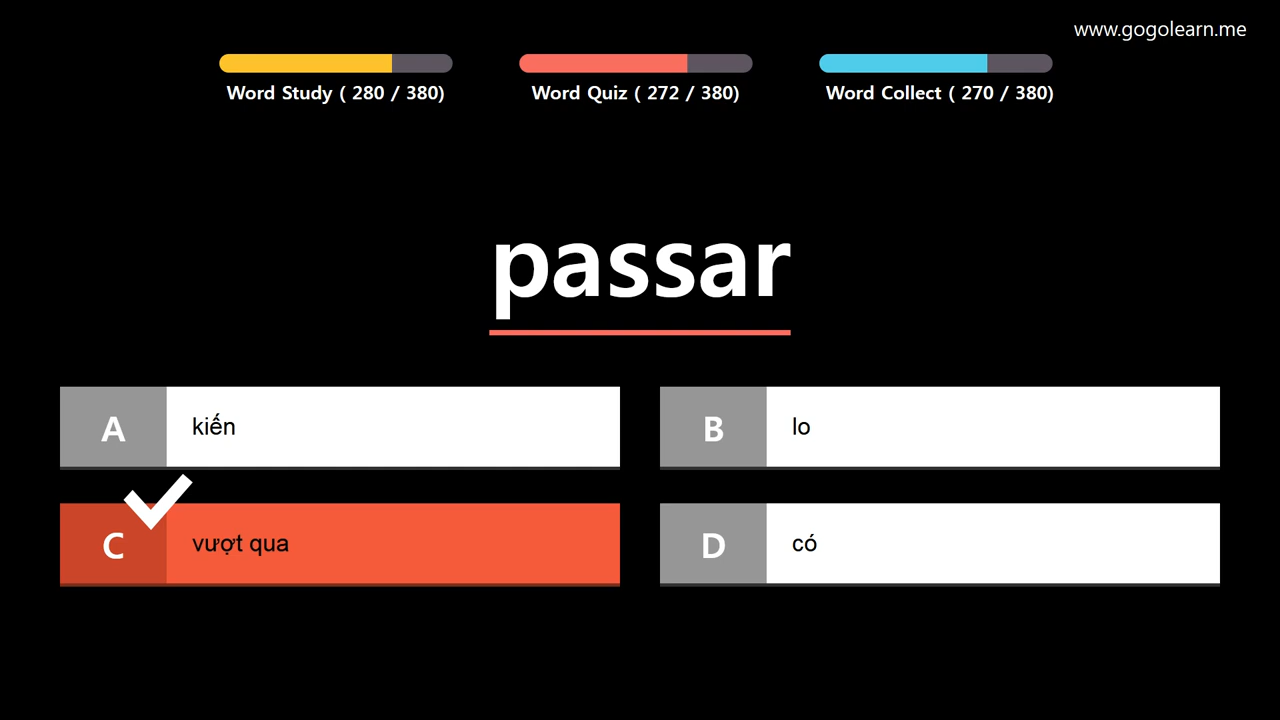 www.gogolearn.me
Word Study ( 280 / 380)
Word Quiz ( 272 / 380)
Word Collect ( 270 / 380)
passar
A
kiến
B
lo
C
vượt qua
D
có